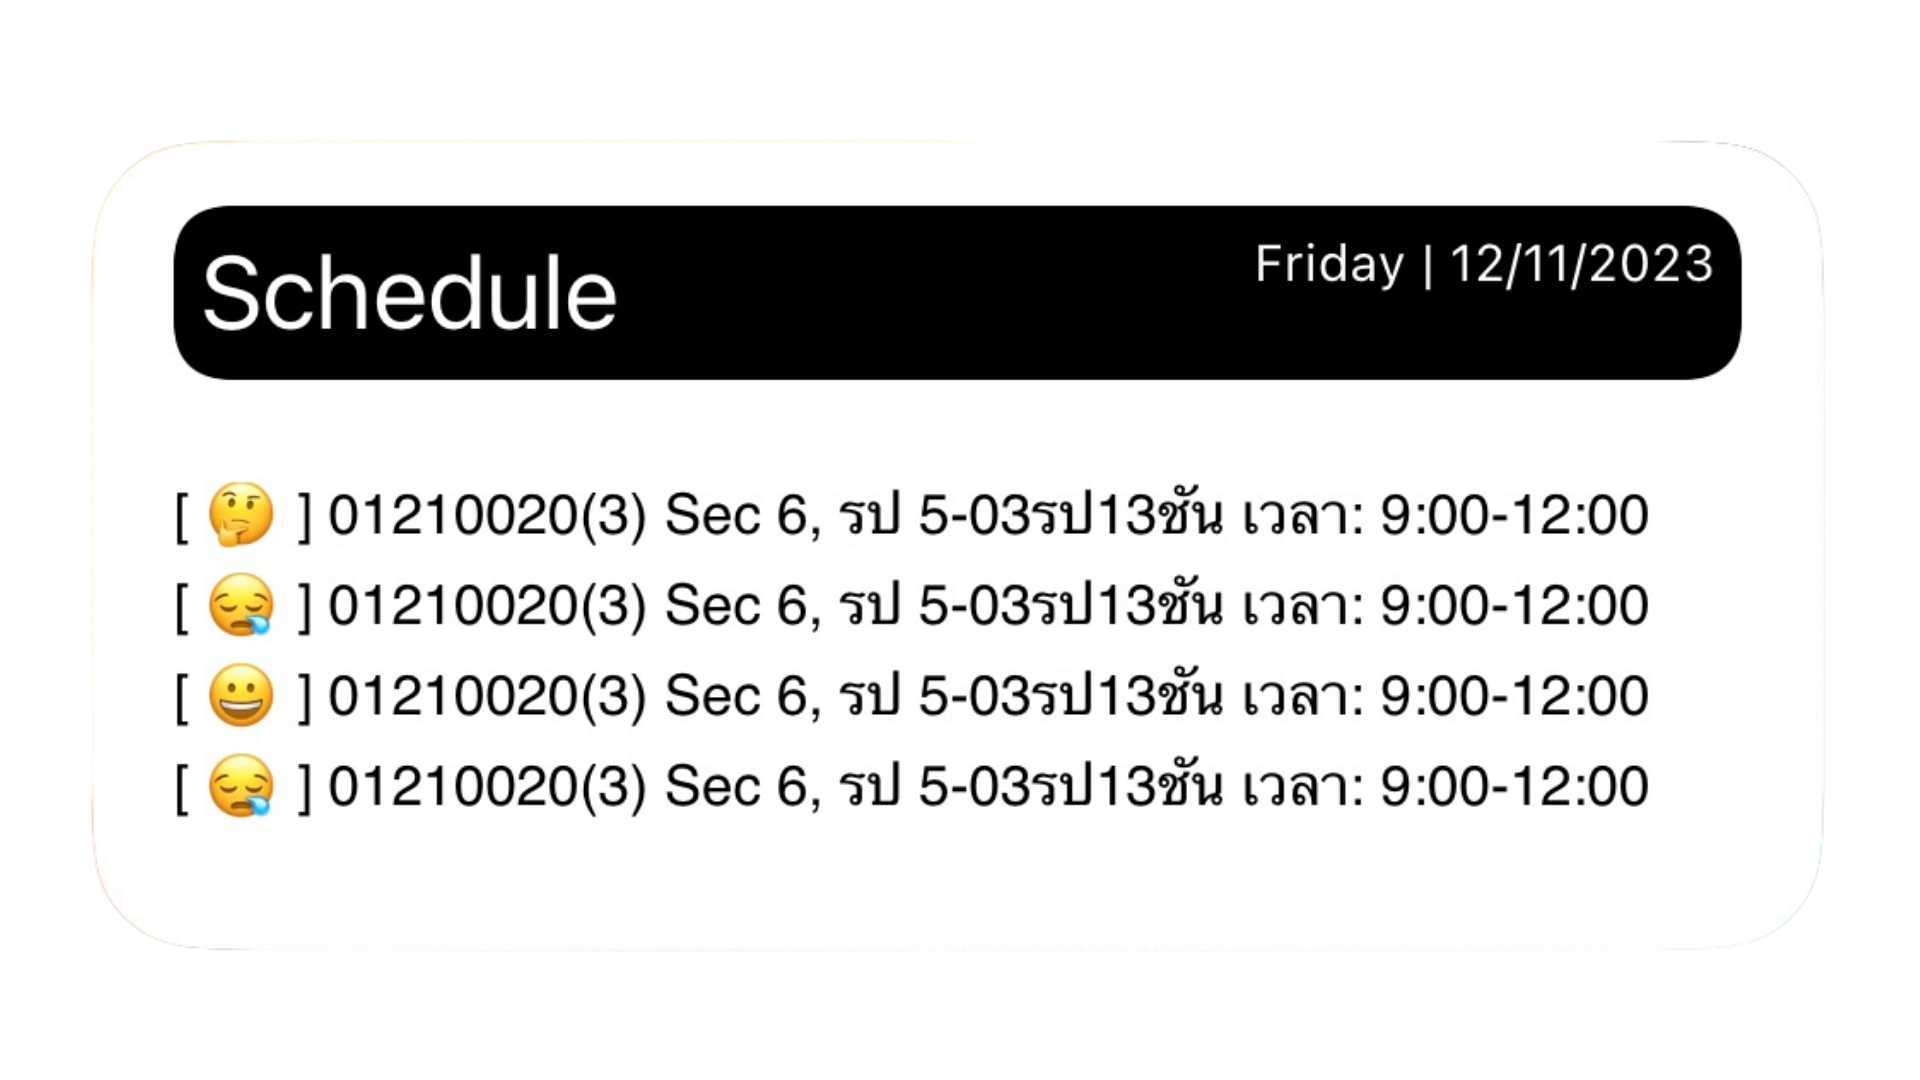 Schedule
Friday | 12/11/2023
[ 🤔 ] 01210020(3) Sec 6, รป 5-03รป13ชัน เวลา: 9:00-12:00
[ 😪 ] 01210020(3) Sec 6, รป 5-03รป13ชัน เวลา: 9:00-12:00
[ 😀 ] 01210020(3) Sec 6, รป 5-03รป13ชัน เวลา: 9:00-12:00
[ 😪 ] 01210020(3) Sec 6, รป 5-03รป13ชัน เวลา: 9:00-12:00